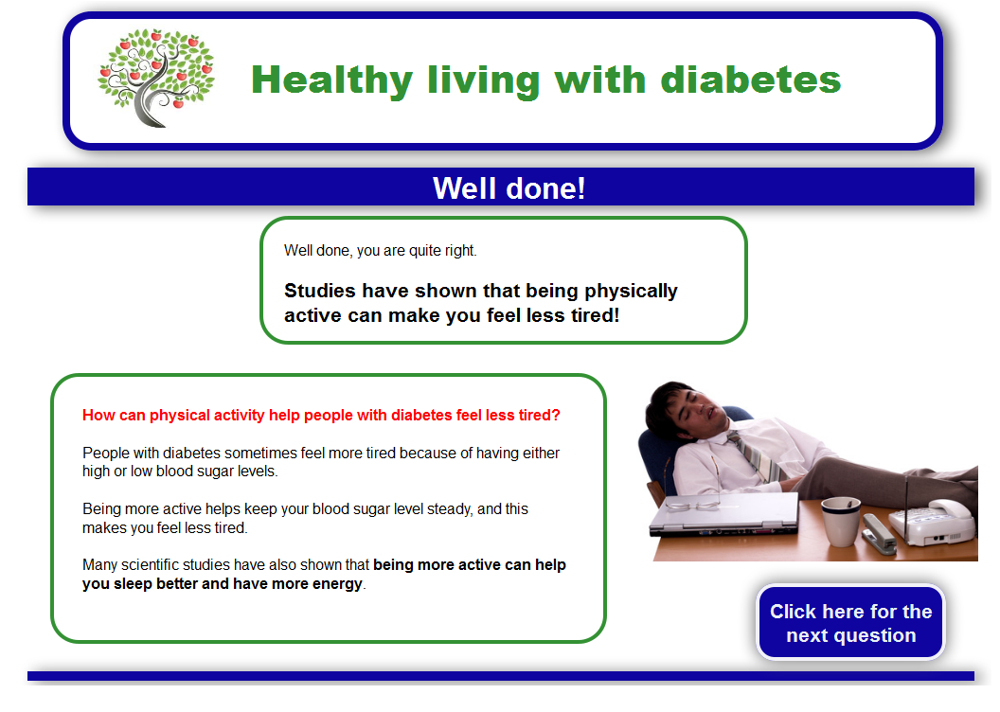 Healthy living with diabetes
Well done!
Well done, you are quite right.
Studies have shown that being physically
active can make you feel less tired!
How can physical activity help people with diabetes feel less tired?
People with diabetes sometimes feel more tired because of having either
high or low blood sugar levels.
Being more active helps keep your blood sugar level steady, and this
makes you feel less tired.
Many scientific studies have also shown that being more active can help
you sleep better and have more energy.
Click here for the
next question